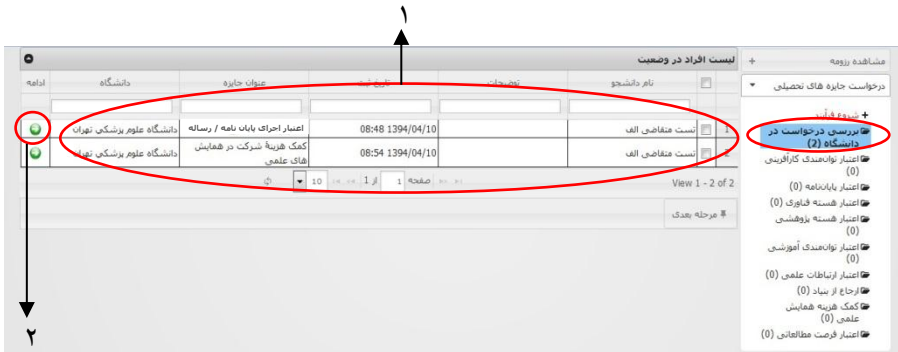 ۱
لیست افراد در وضعیت
نام دانشجو توضیحات تاریخ ثبت عنوان جایزه دانشگاه ادامه
1 تست متقاضی الف 1394/04/10 08:48 اعتبار اجرای پایان نامه / رساله دانشگاه علوم پزشکی تهران
2 تست متقاضی الف 1394/04/10 08:54 کمک هزینهٔ شرکت در همایش
های علمی
دانشگاه علوم پزشکی تهران
صفحه 1 از 1 10
View 1 - 2 of 2
مرحله بعدی
۲
مشاهده رزومه +
درخواست جایزه های تحصیلی
+ شروع فرآیند
بررسی درخواست در
دانشگاه (2)
اعتبار توانمندی کارآفرینی
(0)
اعتبار پایان‌نامه (0)
اعتبار هسته فناوری (0)
اعتبار هسته پژوهشی
(0)
اعتبار توانمندی آموزشی
(0)
اعتبار ارتباطات علمی (0)
ارجاع از بنیاد (0)
کمک هزینه همایش
علمی (0)
اعتبار فرصت مطالعاتی (0)